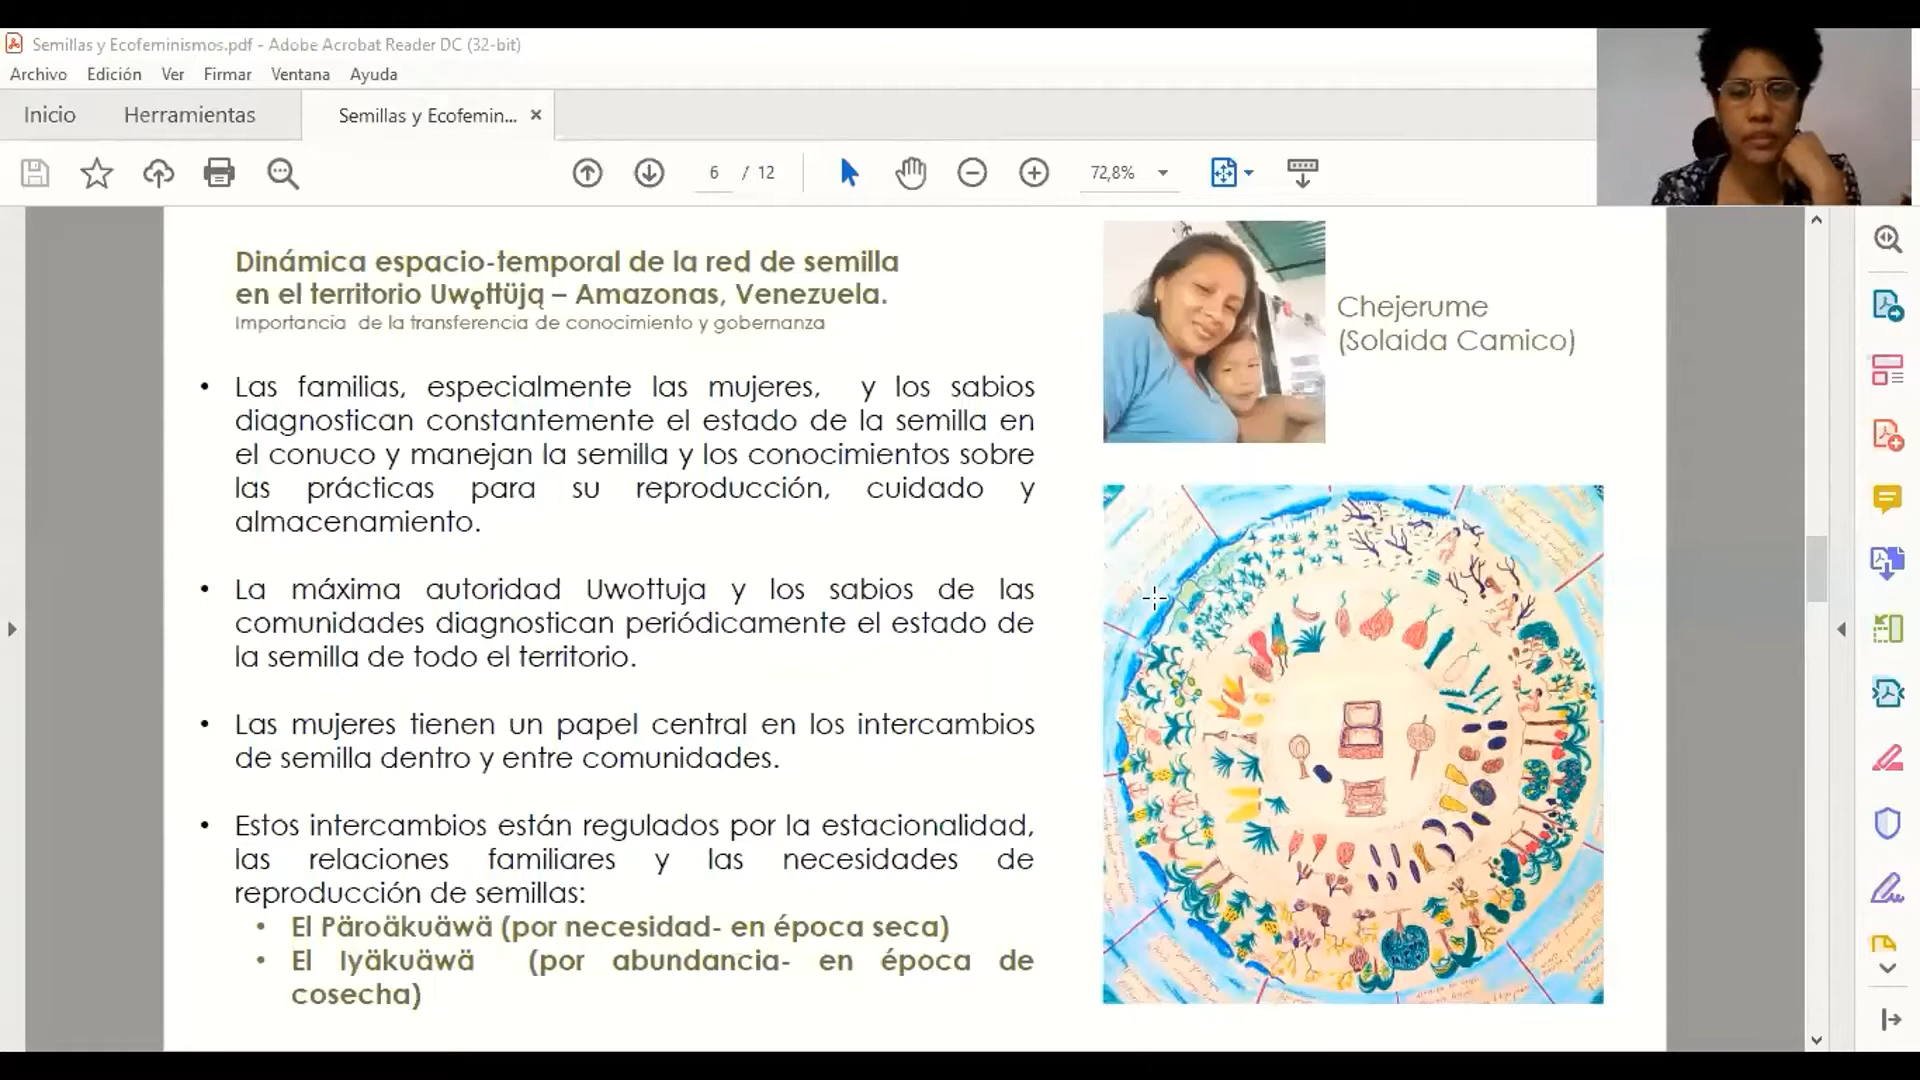 Semillas y Ecofeminismos.pdf - Adobe Acrobat Reader DC (32-bit)
Archivo Edición Ver Firmar Ventana Ayuda
Inicio Herramientas Semillas y Ecofemin... ×
6 / 12 72,8%
Dinámica espacio-temporal de la red de semilla
en el territorio Uwǫttüją – Amazonas, Venezuela.
Importancia de la transferencia de conocimiento y gobernanza
Chejerume
(Solaida Camico)
• Las familias, especialmente las mujeres, y los sabios
diagnostican constantemente el estado de la semilla en
el conuco y manejan la semilla y los conocimientos sobre
las prácticas para su reproducción, cuidado y
almacenamiento.
• La máxima autoridad Uwottuja y los sabios de las
comunidades diagnostican periódicamente el estado de
la semilla de todo el territorio.
• Las mujeres tienen un papel central en los intercambios
de semilla dentro y entre comunidades.
• Estos intercambios están regulados por la estacionalidad,
las relaciones familiares y las necesidades de
reproducción de semillas:
• El Päroäkuäwä (por necesidad- en época seca)
• El Iyäkuäwä (por abundancia- en época de
cosecha)